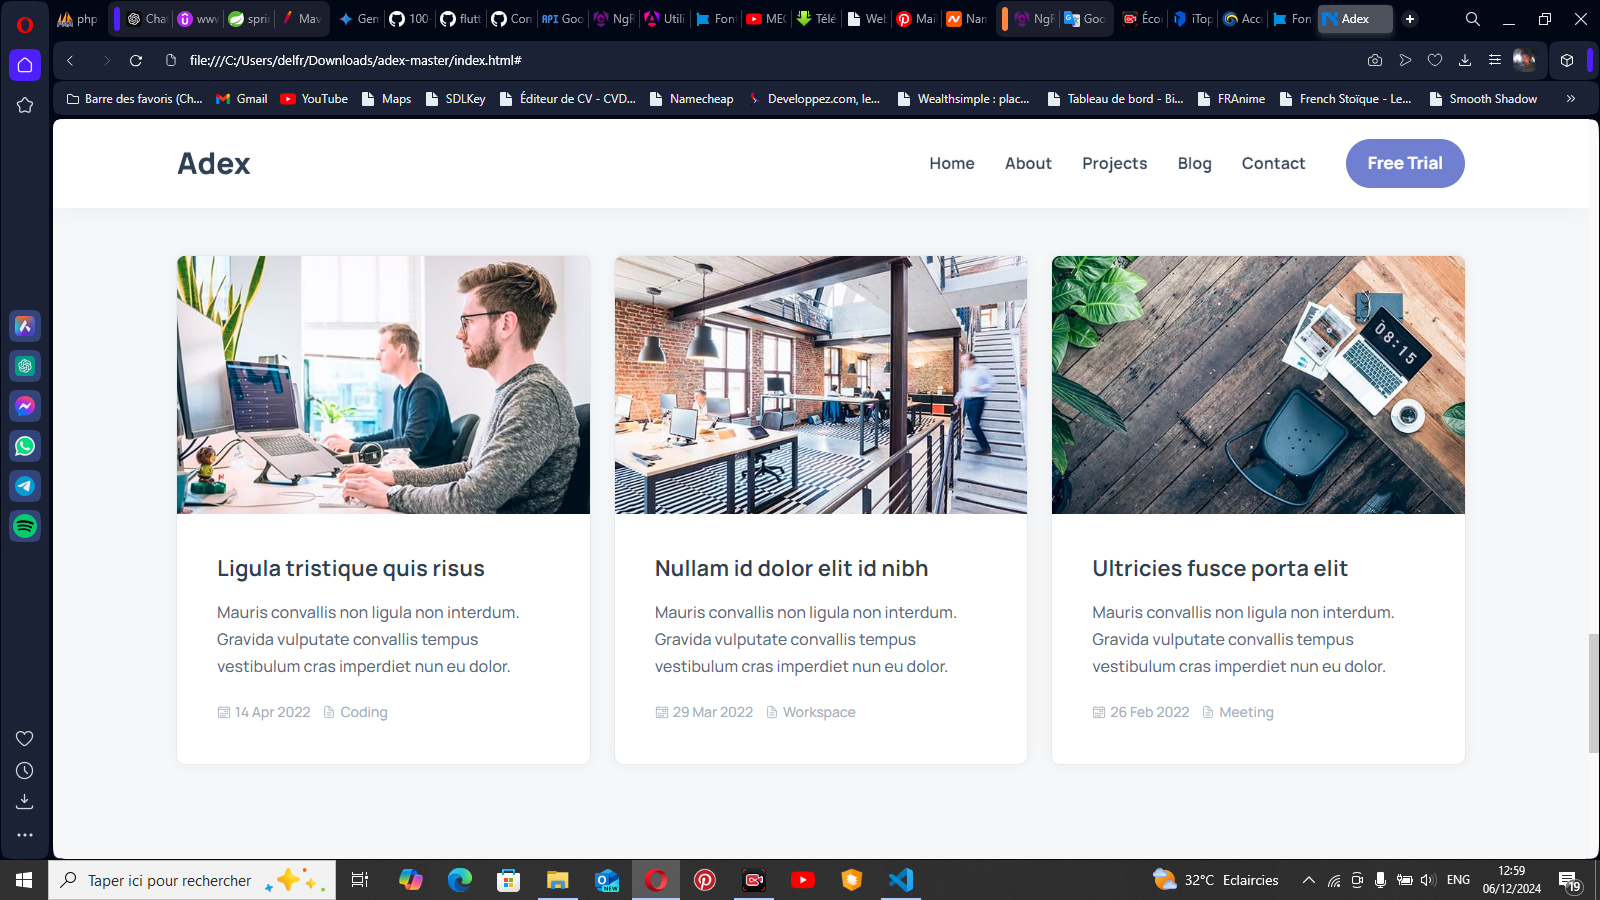 php
Cha
www
spri
Mav
Gem
100
flutt
Con
API Goo
NgR
Utili
Font
MEC
Télé
Web
Mai
Nam
NgR
Goo
Éco
iTop
Acc
Fon
Adex
file:///C:/Users/delfr/Downloads/adex-master/index.html#
Barre des favoris (Ch... Gmail YouTube Maps SDLKey Éditeur de CV - CVD... Namecheap Developpez.com, le... Wealthsimple : plac... Tableau de bord - Bi... FRAnime French Stoïque - Le... Smooth Shadow »
Adex
Home About Projects Blog Contact Free Trial
08:15
Ligula tristique quis risus
Mauris convallis non ligula non interdum.
Gravida vulputate convallis tempus
vestibulum cras imperdiet nun eu dolor.
14 Apr 2022 Coding
Nullam id dolor elit id nibh
Mauris convallis non ligula non interdum.
Gravida vulputate convallis tempus
vestibulum cras imperdiet nun eu dolor.
29 Mar 2022 Workspace
Ultricies fusce porta elit
Mauris convallis non ligula non interdum.
Gravida vulputate convallis tempus
vestibulum cras imperdiet nun eu dolor.
26 Feb 2022 Meeting
Taper ici pour rechercher
NEW
32°C Eclaircies
ENG
12:59
06/12/2024
19